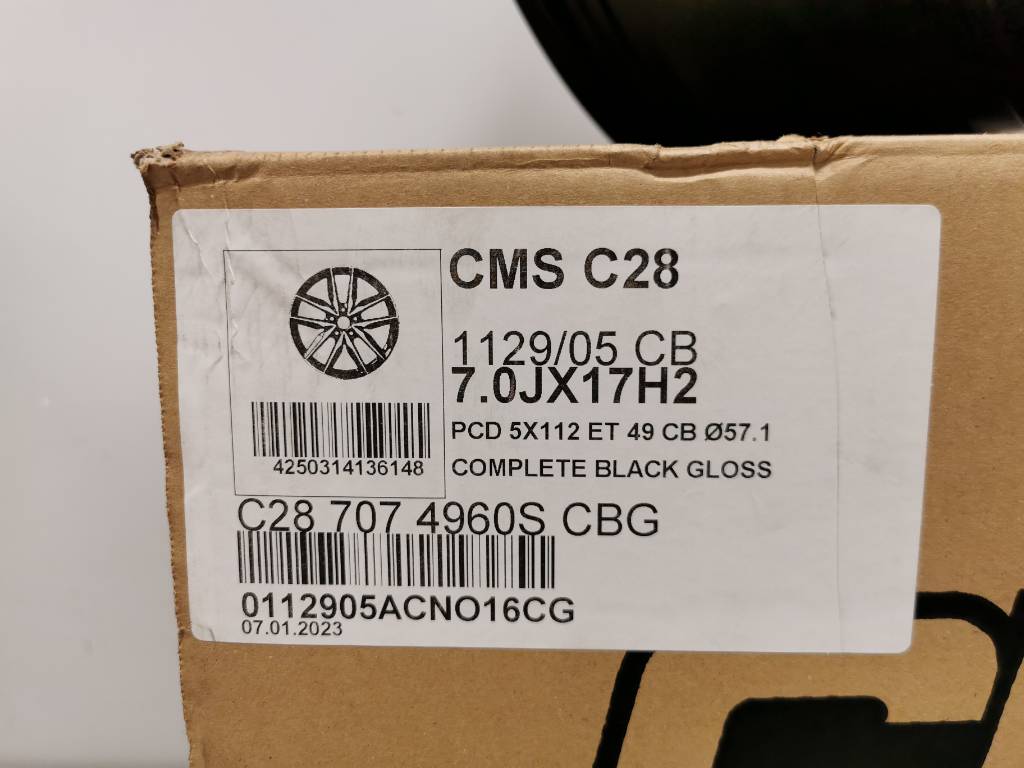 CMS C28
1129/05 CB
7.0JX17H2
PCD 5X112 ET 49 CB Ø57.1
COMPLETE BLACK GLOSS
4250314136148
C28 707 4960S CBG
0112905ACNO16CG
07.01.2023